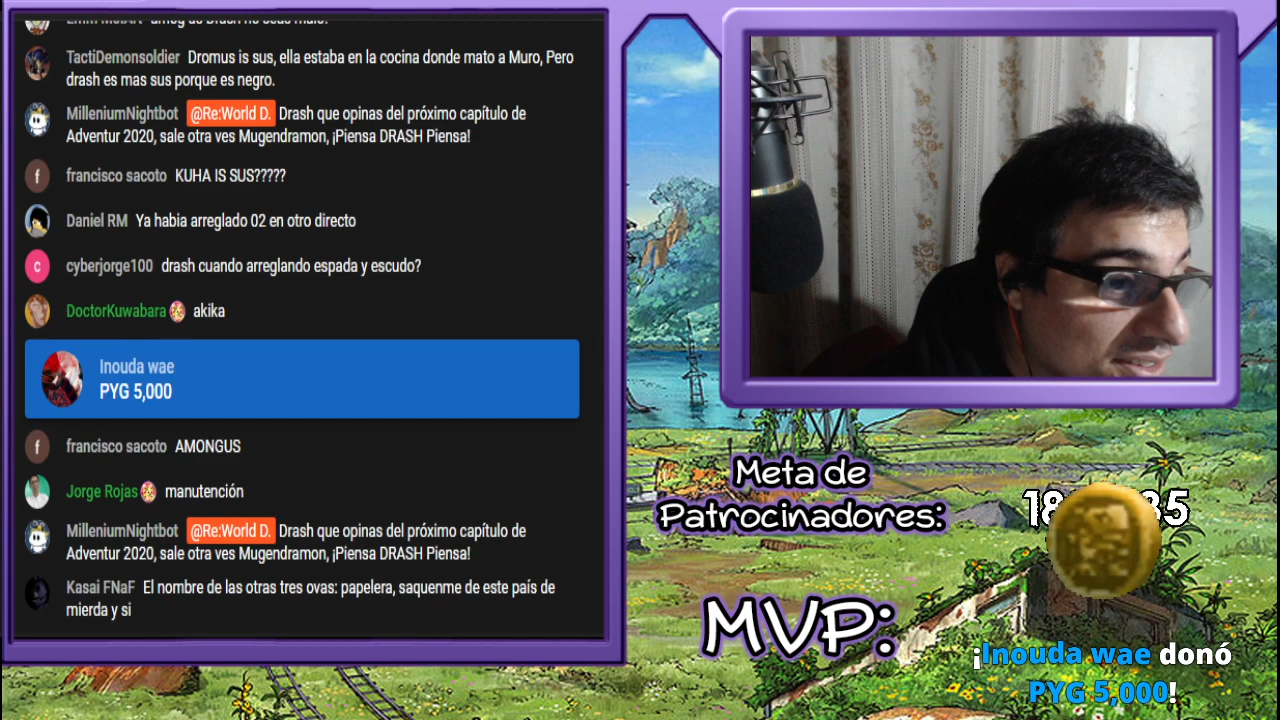 TactiDemonsoldier Dromus is sus, ella estaba en la cocina donde mato a Muro, Pero
drash es mas sus porque es negro.
MilleniumNightbot @Re:World D. Drash que opinas del próximo capítulo de
Adventur 2020, sale otra ves Mugendramon, ¡Piensa DRASH Piensa!
f francisco sacoto KUHA IS SUS?????
Daniel RM Ya habia arreglado 02 en otro directo
c cyberjorge100 drash cuando arreglando espada y escudo?
DoctorKuwabara akika
Inouda wae
PYG 5,000
f francisco sacoto AMONGUS
Jorge Rojas manutención
MilleniumNightbot @Re:World D. Drash que opinas del próximo capítulo de
Adventur 2020, sale otra ves Mugendramon, ¡Piensa DRASH Piensa!
Kasai FNaF El nombre de las otras tres ovas: papelera, saquenme de este país de
mierda y si
Meta de
Patrocinadores:
MVP:
¡Inouda wae donó
PYG 5,000!